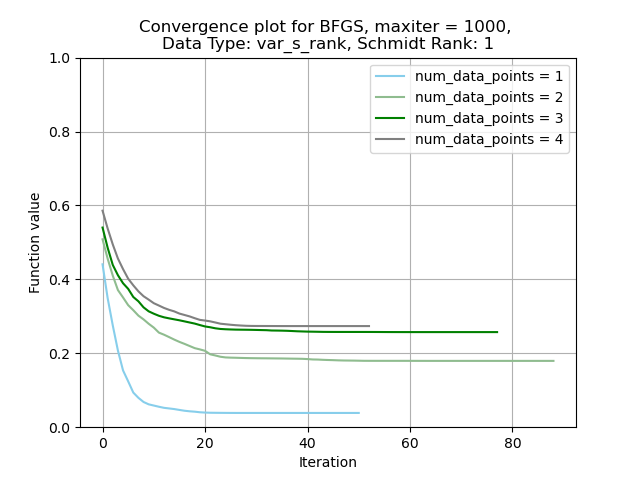 Convergence plot for BFGS, maxiter = 1000,
Data Type: var_s_rank, Schmidt Rank: 1
num_data_points = 1
num_data_points = 2
num_data_points = 3
num_data_points = 4
Function value
1.0
0.8
0.6
0.4
0.2
0.0
0 20 40 60 80
Iteration